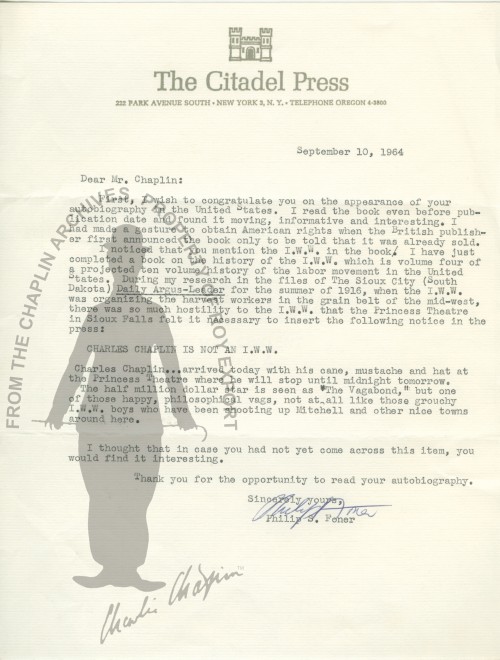 The Citadel Press
222 PARK AVENUE SOUTH • NEW YORK 3, N. Y. • TELEPHONE OREGON 4-3860
September 10, 1964
Dear Mr. Chaplin:
First, I wish to congratulate you on the appearance of your
autobiography in the United States. I read the book even before pub-
lication date and found it moving, informative and interesting. I
had made a gesture to obtain American rights when the British publish-
er first announced the book only to be told that it was already sold.
I noticed that you mention the I.W.W. in the book. I have just
completed a book on the history of the I.W.W. which is volume four of
a projected ten volume history of the labor movement in the United
States. During my research in the files of The Sioux City (South
Dakota) Daily Argus-Leader for the summer of 1916, when the I.W.W.
was organizing the harvest workers in the grain belt of the mid-west,
there was so much hostility to the I.W.W. that the Princess Theatre
in Sioux Falls felt it necessary to insert the following notice in the
press:
CHARLES CHAPLIN IS NOT AN I.W.W.
Charles Chaplin...arrived today with his cane, mustache and hat at
the Princess Theatre where he will stop until midnight tomorrow.
The half million dollar star is seen as "The Vagabond," but one
of those happy, philosophical vags, not at all like those grouchy
I.W.W. boys who have been shooting up Mitchell and other nice towns
around here.
I thought that in case you had not yet come across this item, you
would find it interesting.
Thank you for the opportunity to read your autobiography.
Sincerely yours,
Philip S. Foner
Philip S. Foner
FROM THE CHAPLIN ARCHIVES, PROPERTY OF ROY EXPORT
Charlie Chaplin